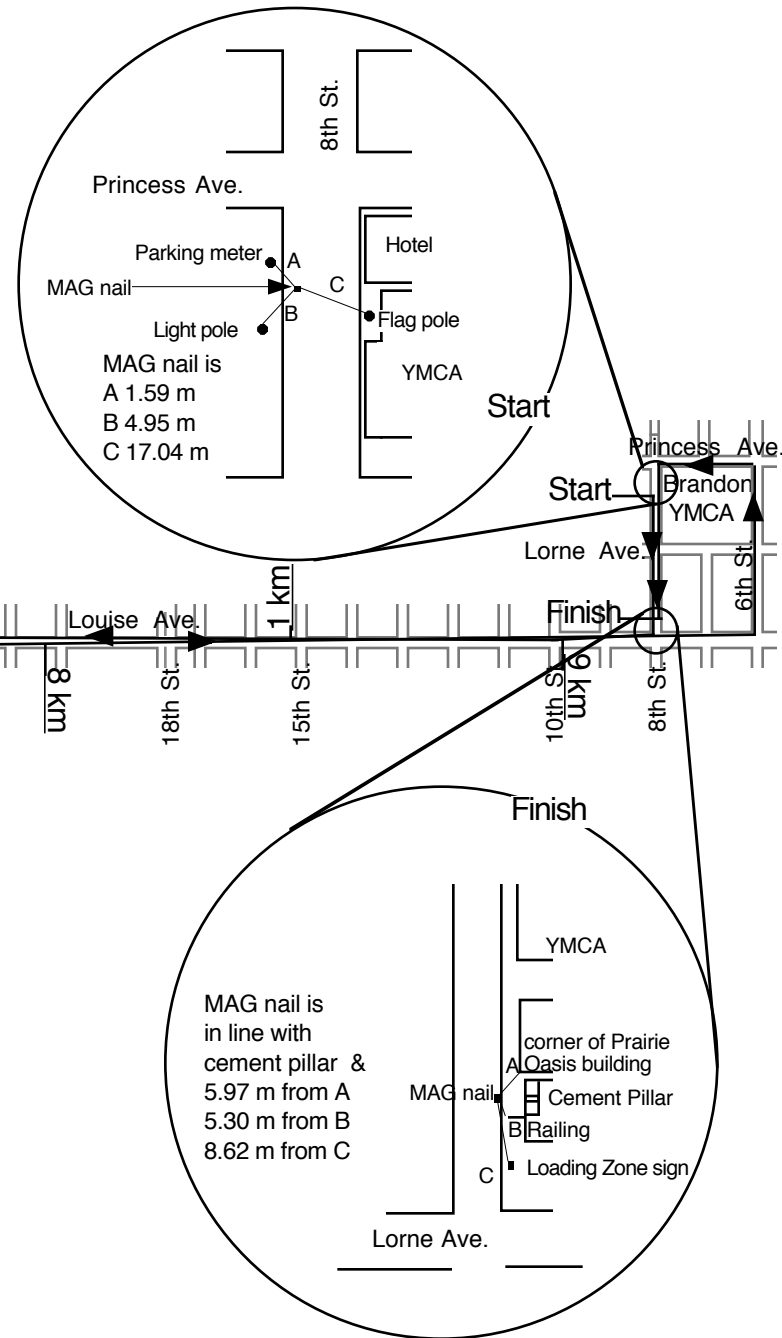 8th St.
Princess Ave.
Parking meter
A
Hotel
MAG nail
C
B
Light pole
Flag pole
MAG nail is
A 1.59 m
B 4.95 m
C 17.04 m
YMCA
Start
Princess Ave.
Start
Brandon
YMCA
Lorne Ave.
6th St.
1 km
Louise Ave.
Finish
8 km
18th St.
15th St.
10th St.
9 km
8th St.
Finish
YMCA
MAG nail is
in line with
cement pillar &
5.97 m from A
5.30 m from B
8.62 m from C
corner of Prairie
A Oasis building
MAG nail
Cement Pillar
B Railing
C
Loading Zone sign
Lorne Ave.